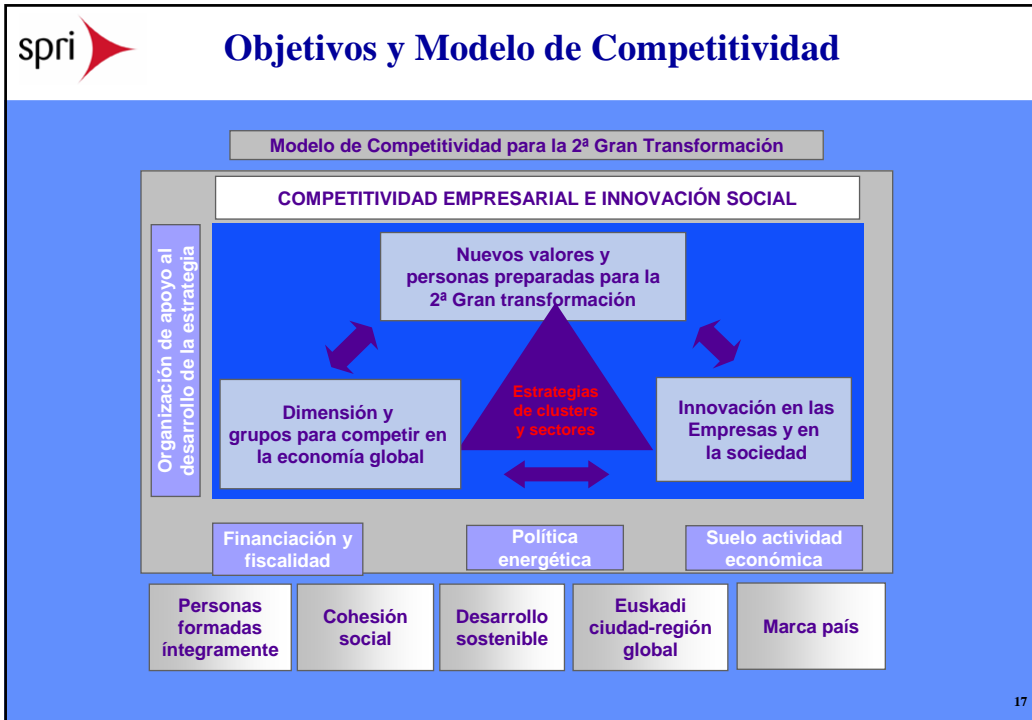 spri
Objetivos y Modelo de Competitividad
Modelo de Competitividad para la 2ª Gran Transformación
COMPETITIVIDAD EMPRESARIAL E INNOVACIÓN SOCIAL
Organización de apoyo al
desarrollo de la estrategia
Nuevos valores y
personas preparadas para la
2ª Gran transformación
Estrategias
de clusters
y sectores
Dimensión y
grupos para competir en
la economía global
Innovación en las
Empresas y en
la sociedad
Financiación y
fiscalidad
Política
energética
Suelo actividad
económica
Personas
formadas
íntegramente
Cohesión
social
Desarrollo
sostenible
Euskadi
ciudad-región
global
Marca país
17